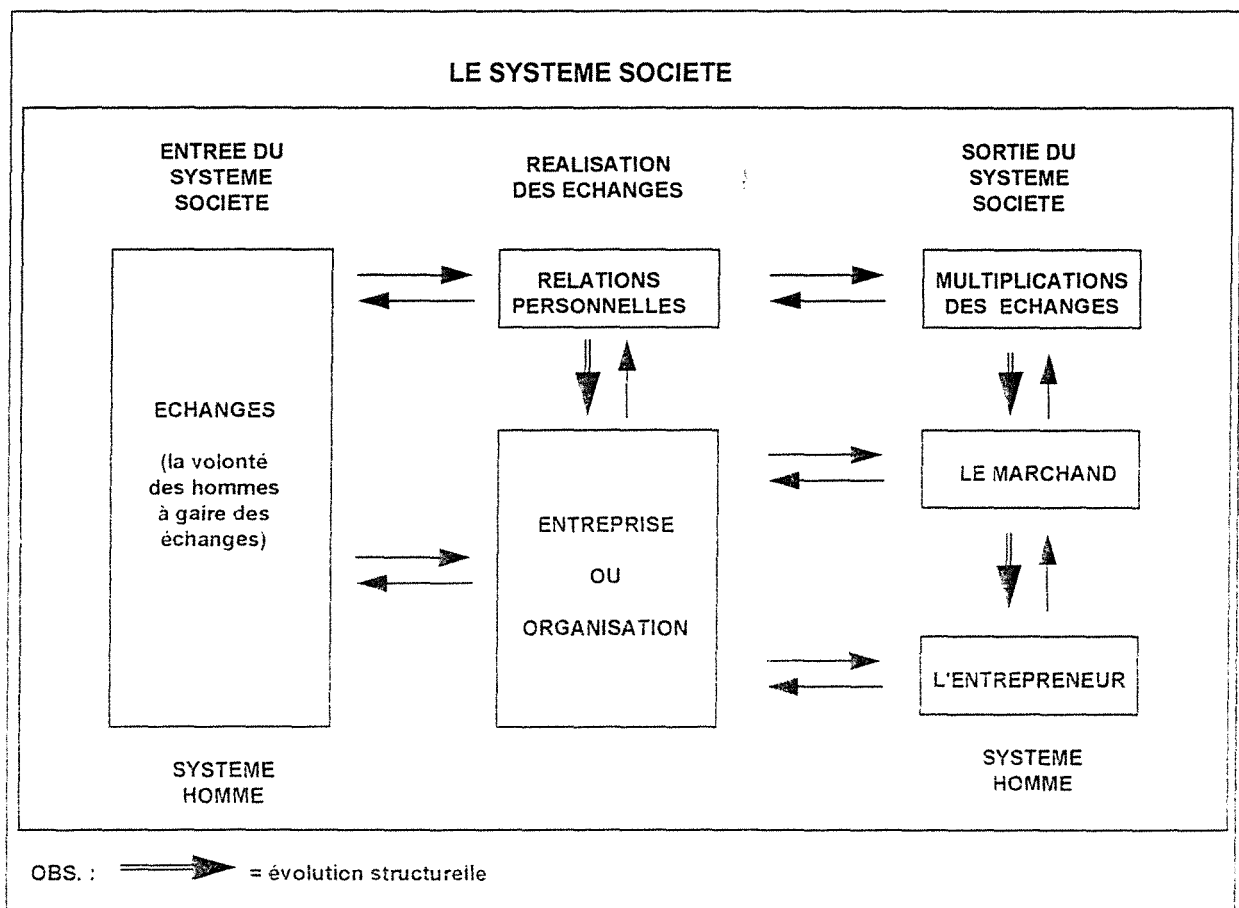 LE SYSTEME SOCIETE
ENTREE DU
SYSTEME
SOCIETE
REALISATION
DES ECHANGES
SORTIE DU
SYSTEME
SOCIETE
ECHANGES
(la volonté
des hommes
à gaire des
échanges)
RELATIONS
PERSONNELLES
MULTIPLICATIONS
DES ECHANGES
ENTREPRISE
OU
ORGANISATION
LE MARCHAND
L'ENTREPRENEUR
SYSTEME
HOMME
SYSTEME
HOMME
OBS. : = évolution structurelle